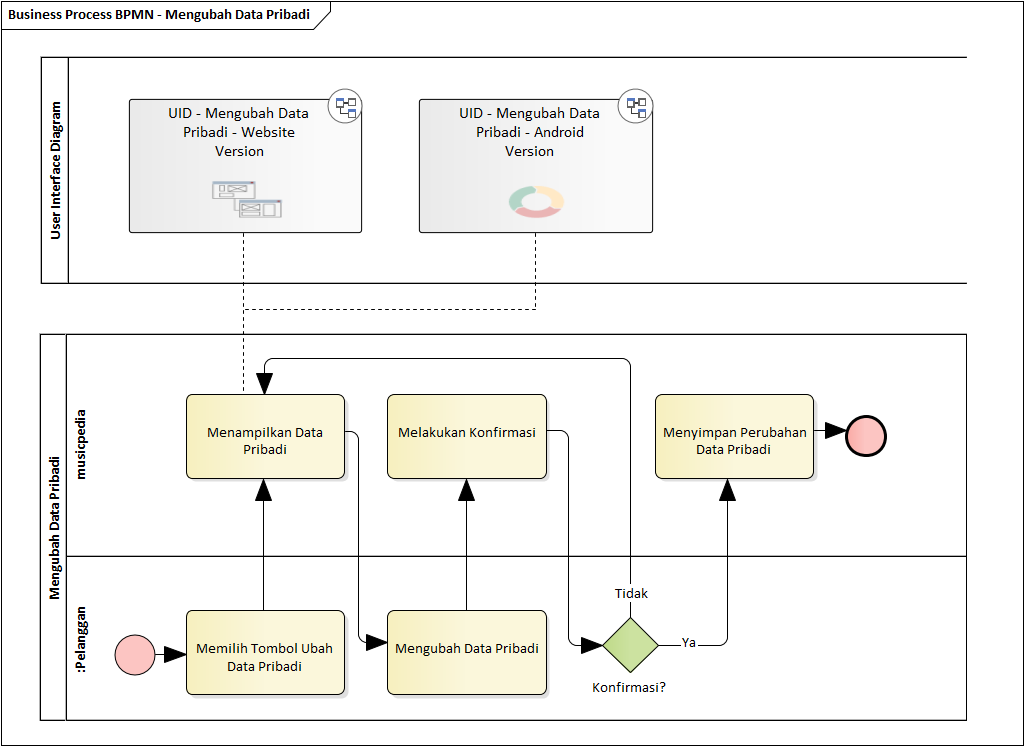 Business Process BPMN - Mengubah Data Pribadi
User Interface Diagram
UID - Mengubah Data
Pribadi - Website
Version
UID - Mengubah Data
Pribadi - Android
Version
Mengubah Data Pribadi
musicpedia
Menampilkan Data
Pribadi
Melakukan Konfirmasi
Menyimpan Perubahan
Data Pribadi
:Pelanggan
Memilih Tombol Ubah
Data Pribadi
Mengubah Data Pribadi
Tidak
Ya
Konfirmasi?